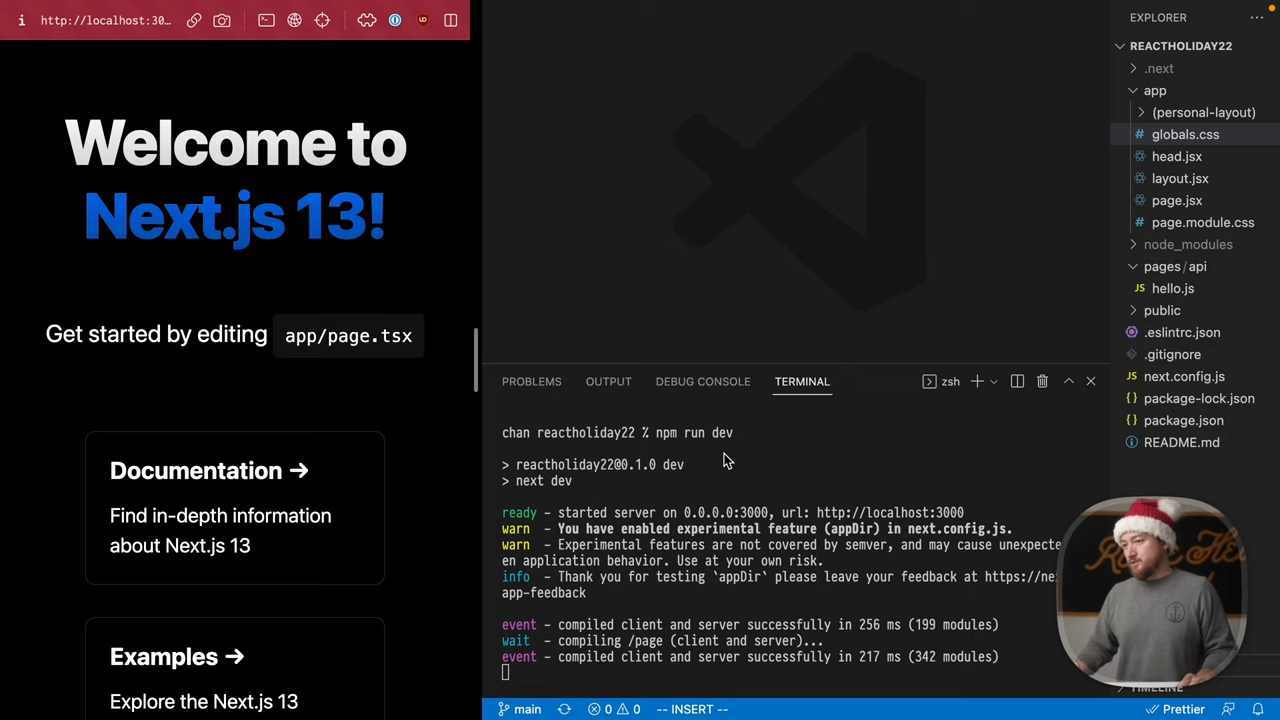 http://localhost:30...
Welcome to
Next.js 13!
Get started by editing app/page.tsx
Documentation →
Find in-depth information
about Next.js 13
Examples →
Explore the Next.js 13
PROBLEMS OUTPUT DEBUG CONSOLE TERMINAL zsh
chan reactholiday22 % npm run dev
> reactholiday22@0.1.0 dev
> next dev
ready - started server on 0.0.0.0:3000, url: http://localhost:3000
warn - You have enabled experimental feature (appDir) in next.config.js.
warn - Experimental features are not covered by semver, and may cause unexpecte
en application behavior. Use at your own risk.
info - Thank you for testing `appDir` please leave your feedback at https://nex
app-feedback
event - compiled client and server successfully in 256 ms (199 modules)
wait - compiling /page (client and server)...
event - compiled client and server successfully in 217 ms (342 modules)
EXPLORER
REACTHOLIDAY22
.next
app
(personal-layout)
# globals.css
head.jsx
layout.jsx
page.jsx
# page.module.css
node_modules
pages/api
JS hello.js
public
.eslintrc.json
.gitignore
JS next.config.js
{} package-lock.json
{} package.json
README.md
TIMELINE
main 0 0 -- INSERT -- Prettier